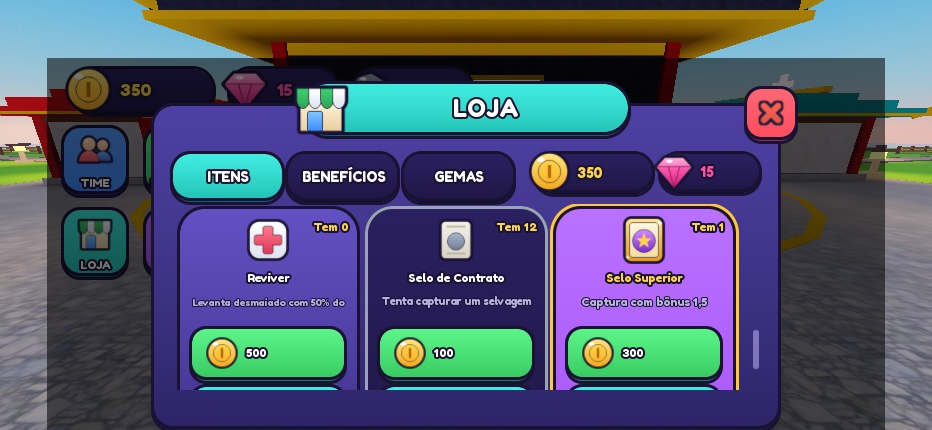 350
15
LOJA
ITENS
BENEFÍCIOS
GEMAS
350
15
TIME
LOJA
Tem 0
Reviver
Levanta desmaiado com 50% do
500
Tem 12
Selo de Contrato
Tenta capturar um selvagem
100
Tem 1
Selo Superior
Captura com bônus 1,5
300